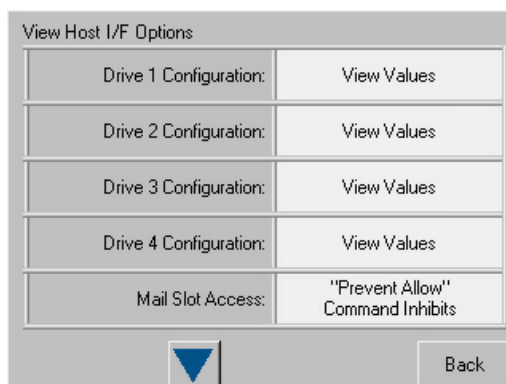 View Host I/F Options
Drive 1 Configuration: View Values
Drive 2 Configuration: View Values
Drive 3 Configuration: View Values
Drive 4 Configuration: View Values
Mail Slot Access: "Prevent Allow"
Command Inhibits
Back